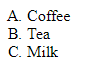 A. Coffee
B. Tea
C. Milk